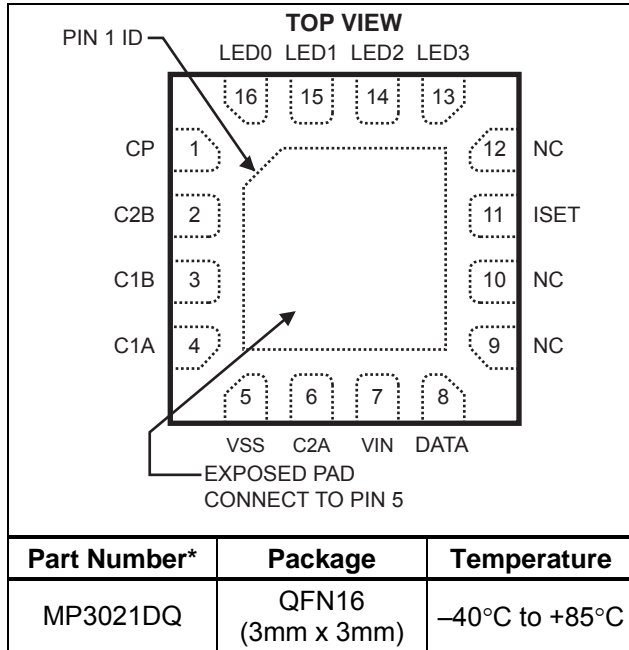 TOP VIEW
PIN 1 ID
LED0 LED1 LED2 LED3
16 15 14 13
CP 1 12 NC
C2B 2 11 ISET
C1B 3 10 NC
C1A 4 9 NC
5 6 7 8
VSS C2A VIN DATA
EXPOSED PAD
CONNECT TO PIN 5
Part Number* Package Temperature
MP3021DQ QFN16 –40°C to +85°C
(3mm x 3mm)